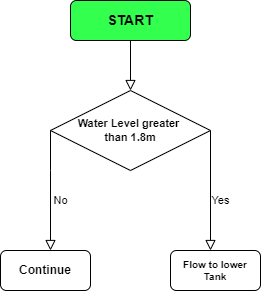 START
Water Level greater
than 1.8m
No
Yes
Continue
Flow to lower
Tank